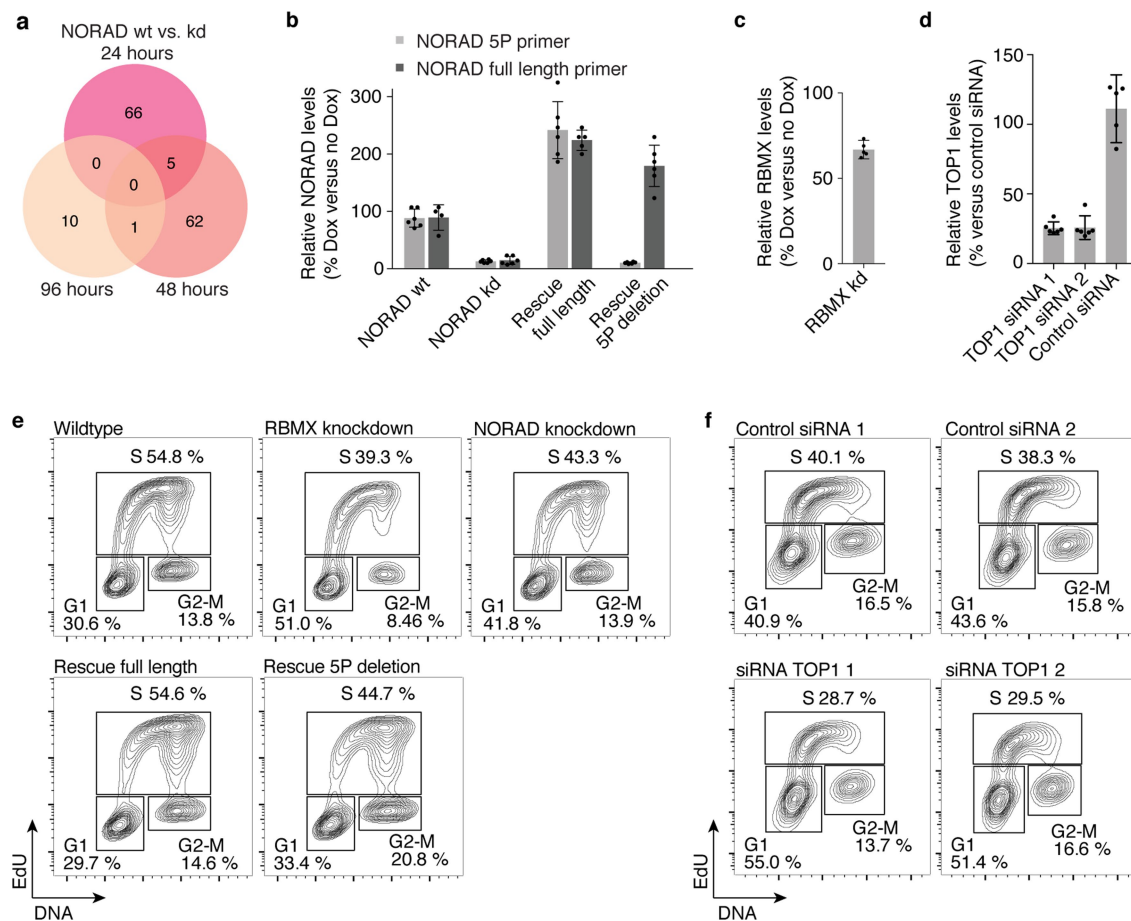 a
NORAD wt vs. kd
24 hours
66
0
5
0
10
1
62
96 hours
48 hours
b
NORAD 5P primer
NORAD full length primer
Relative NORAD levels
(% Dox versus no Dox)
300
200
100
0
NORAD wt
NORAD kd
Rescue
full length
Rescue
5P deletion
c
Relative RBMX levels
(% Dox versus no Dox)
100
50
0
RBMX kd
d
Relative TOP1 levels
(% versus control siRNA)
150
100
50
0
TOP1 siRNA 1
TOP1 siRNA 2
Control siRNA
e
Wildtype
S 54.8 %
G1
30.6 %
G2-M
13.8 %
RBMX knockdown
S 39.3 %
G1
51.0 %
G2-M
8.46 %
NORAD knockdown
S 43.3 %
G1
41.8 %
G2-M
13.9 %
Rescue full length
S 54.6 %
G1
29.7 %
G2-M
14.6 %
Rescue 5P deletion
S 44.7 %
G1
33.4 %
G2-M
20.8 %
EdU
DNA
f
Control siRNA 1
S 40.1 %
G1
40.9 %
G2-M
16.5 %
Control siRNA 2
S 38.3 %
G1
43.6 %
G2-M
15.8 %
siRNA TOP1 1
S 28.7 %
G1
55.0 %
G2-M
13.7 %
siRNA TOP1 2
S 29.5 %
G1
51.4 %
G2-M
16.6 %
EdU
DNA